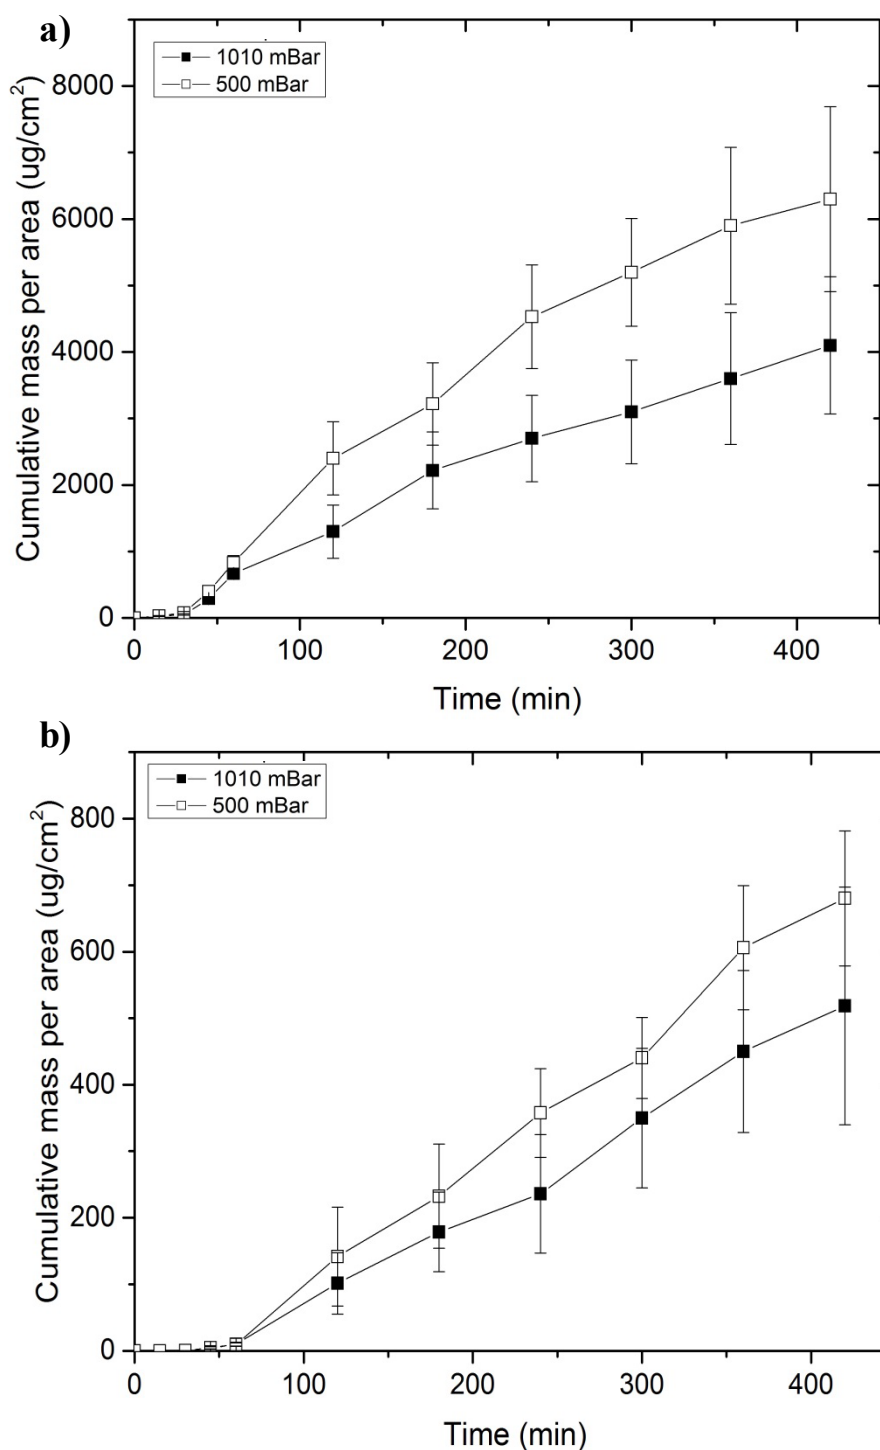 a)
1010 mBar
500 mBar
Cumulative mass per area (ug/cm²)
8000
6000
4000
2000
0
0 100 200 300 400
Time (min)
b)
1010 mBar
500 mBar
Cumulative mass per area (ug/cm²)
800
600
400
200
0
0 100 200 300 400
Time (min)